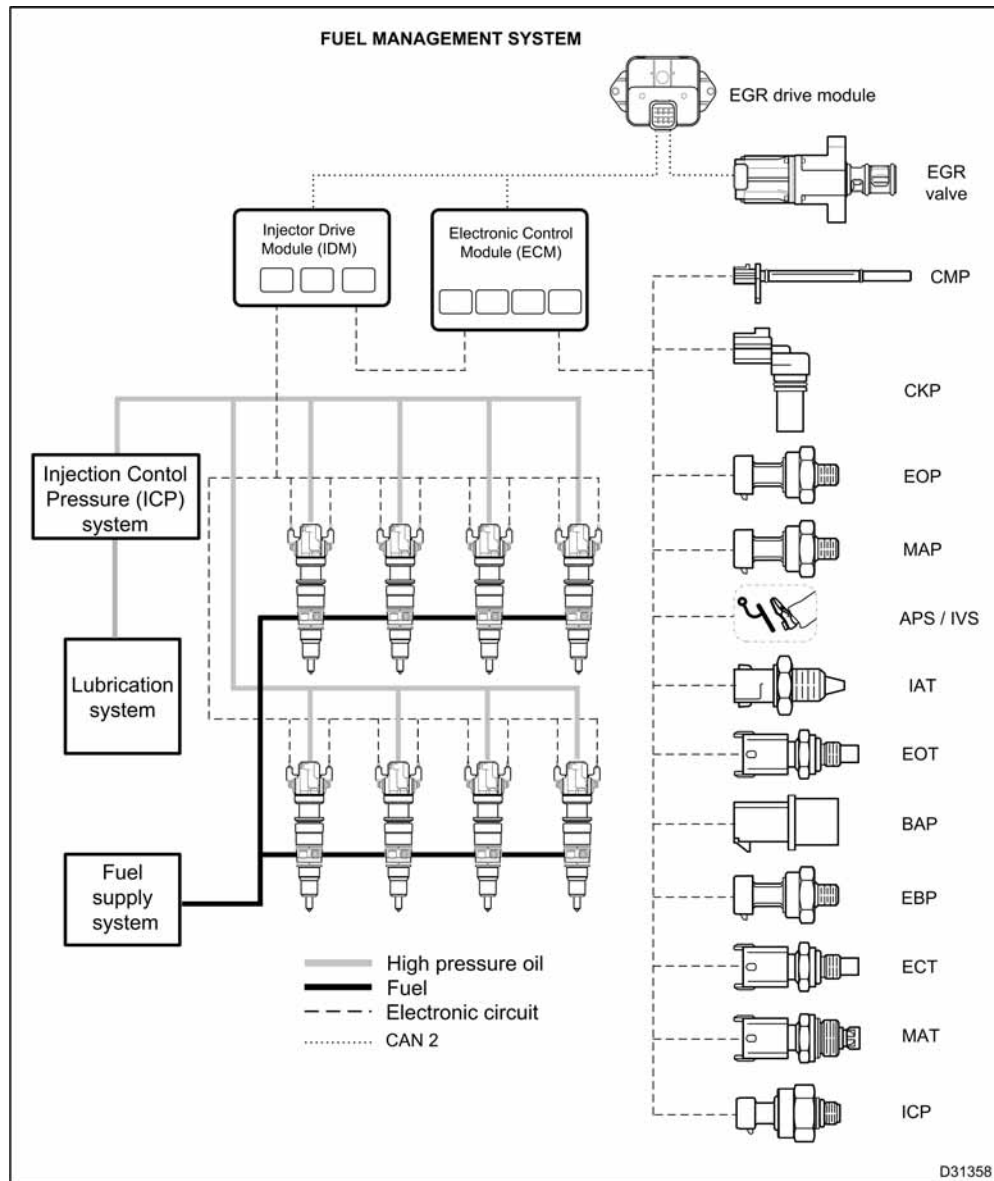 FUEL MANAGEMENT SYSTEM
EGR drive module
EGR
valve
Injector Drive
Module (IDM)
Electronic Control
Module (ECM)
CMP
CKP
Injection Contol
Pressure (ICP)
system
EOP
MAP
APS / IVS
Lubrication
system
IAT
EOT
BAP
Fuel
supply
system
EBP
High pressure oil
Fuel
Electronic circuit
CAN 2
ECT
MAT
ICP
D31358